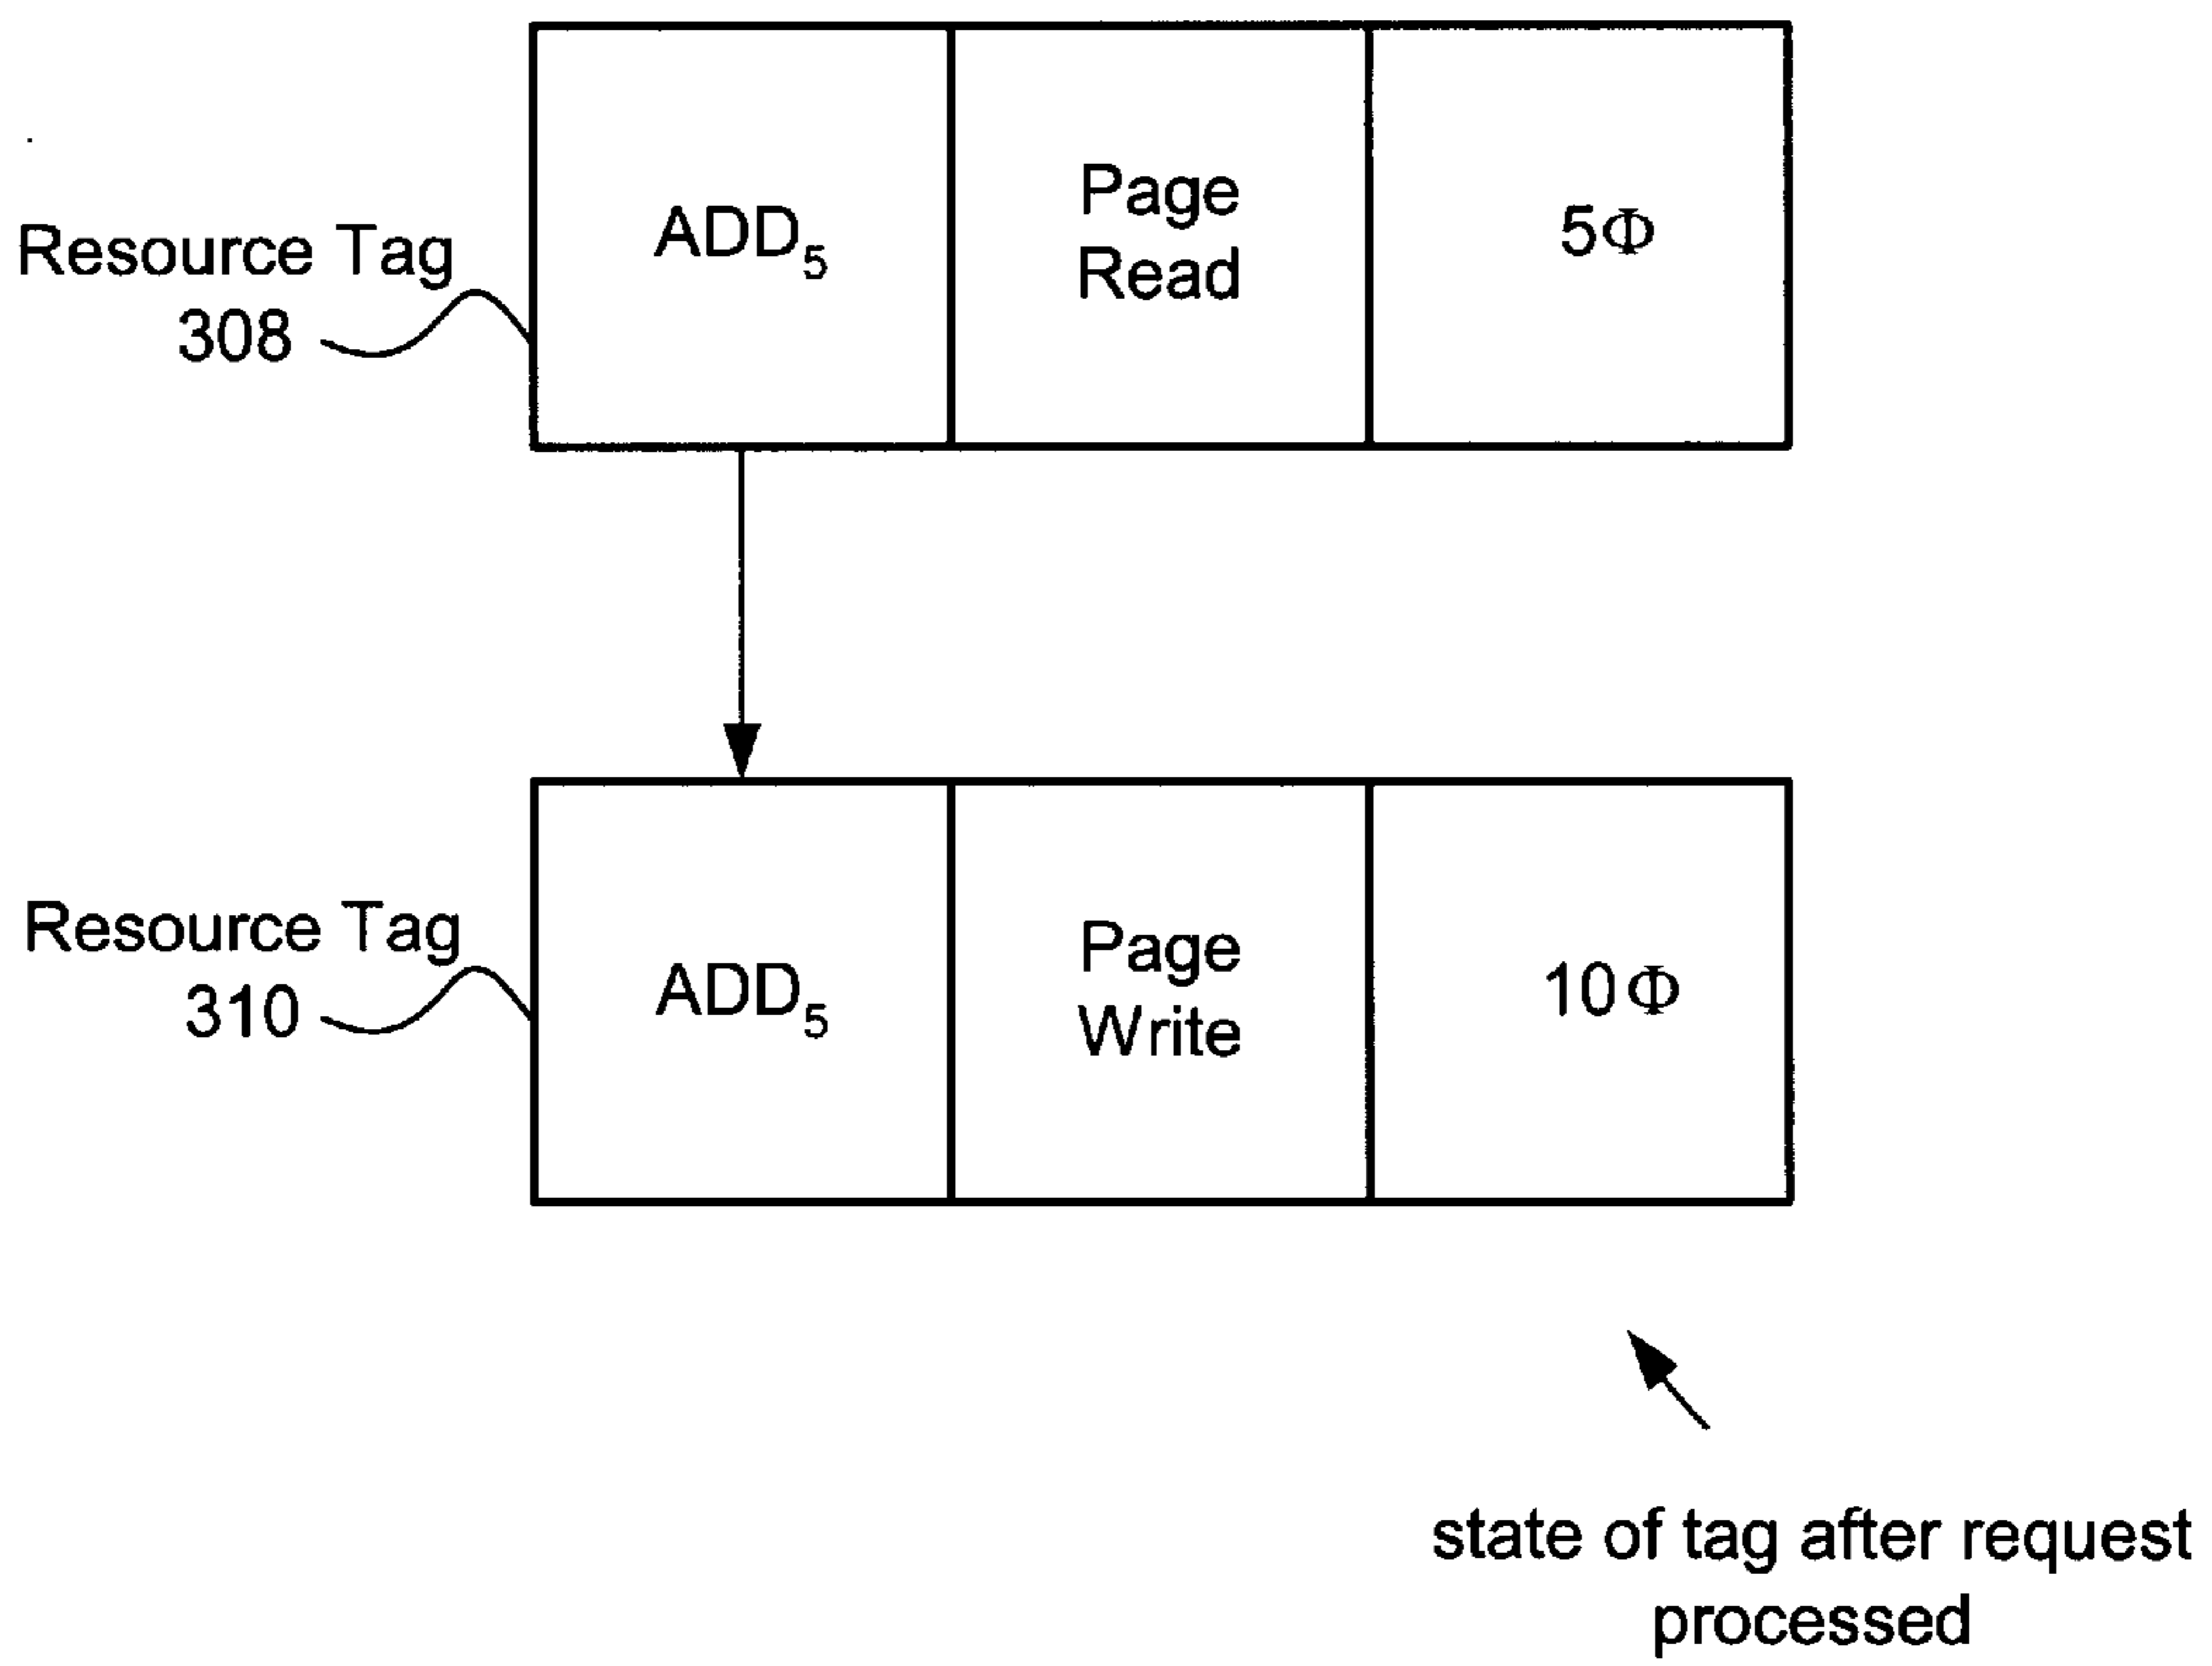 Resource Tag
308
ADD₅
Page
Read
5Φ
Resource Tag
310
ADD₅
Page
Write
10Φ
state of tag after request
processed